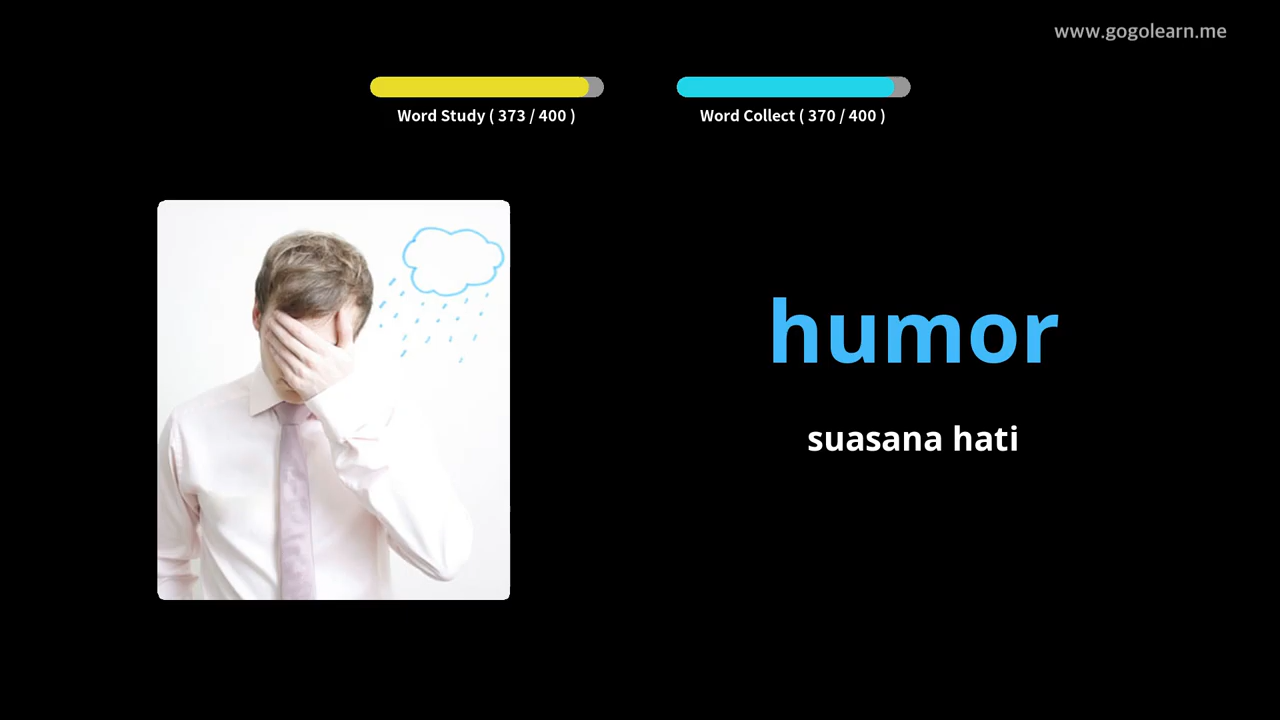 www.gogolearn.me
Word Study ( 373 / 400 )
Word Collect ( 370 / 400 )
humor
suasana hati